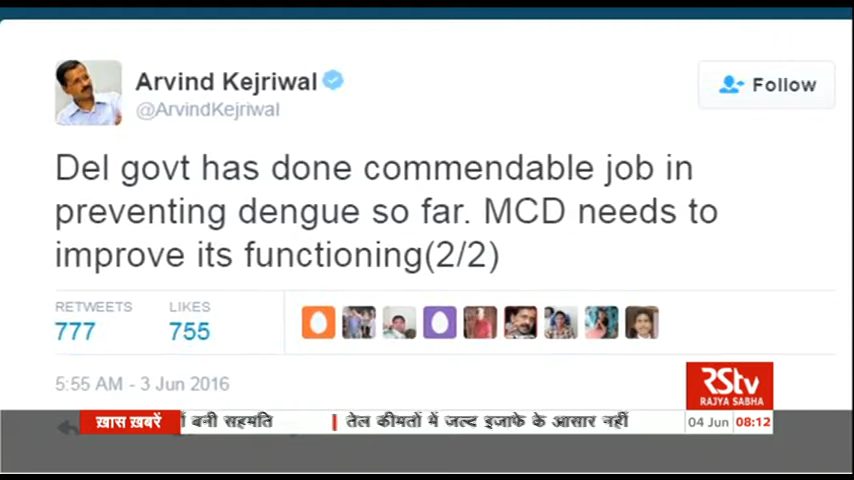 Arvind Kejriwal
@ArvindKejriwal
Follow
Del govt has done commendable job in
preventing dengue so far. MCD needs to
improve its functioning(2/2)
RETWEETS
LIKES
777
755
5:55 AM - 3 Jun 2016
RStv
RAJYA SABHA
ख़ास ख़बरें
बनी सहमति
तेल कीमतों में जल्द इजाफे के आसार नहीं
04 Jun
08:12